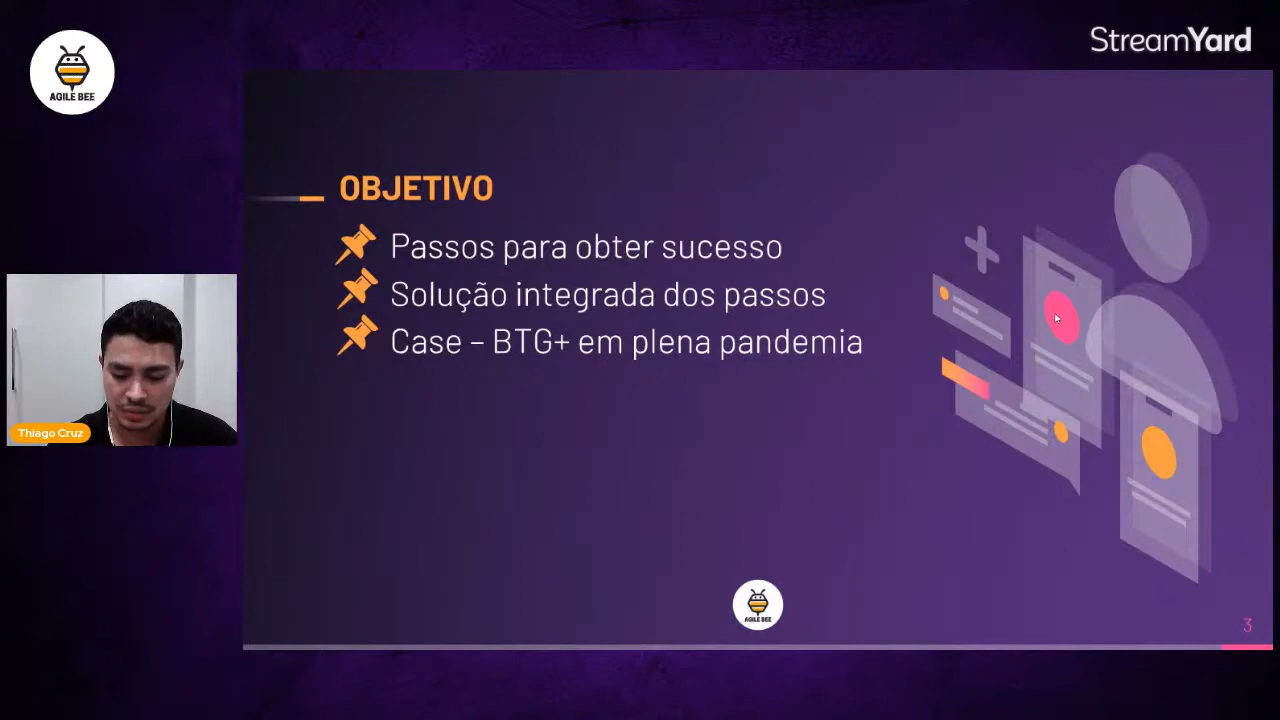 AGILE BEE
StreamYard
OBJETIVO
Passos para obter sucesso
Solução integrada dos passos
Case – BTG+ em plena pandemia
Thiago Cruz
AGILE BEE
3